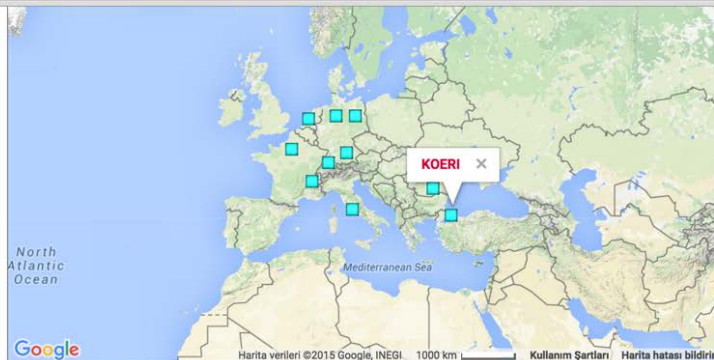 KOERI ×
North
Atlantic
Ocean
Mediterranean Sea
Google
Harita verileri ©2015 Google, INEGI 1000 km Kullanım Şartları Harita hatası bildirin